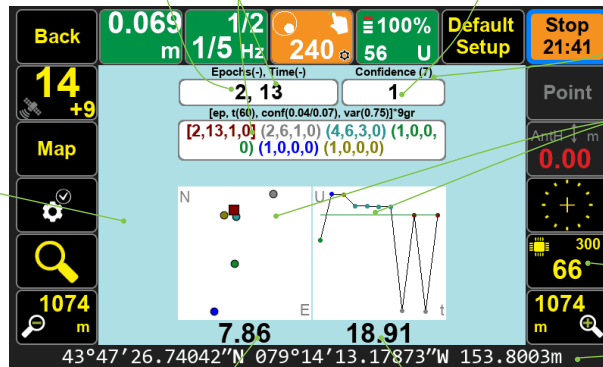 Back 0.069 m 1/2 1/5 Hz 240 100% 56 U Default Setup Stop 21:41
Epochs(-), Time(-) Confidence (7)
14 +9 2, 13 1 Point
[ep, t(60), conf(0.04/0.07), var(0.75)]*9gr
[2,13,1,0] (2,6,1,0) (4,6,3,0) (1,0,0,
0) (1,0,0,0) (1,0,0,0)
Map AntH m 0.00
N U
300
66
1074 m E t 1074 m
7.86 18.91
43°47'26.74042"N 079°14'13.17873"W 153.8003m